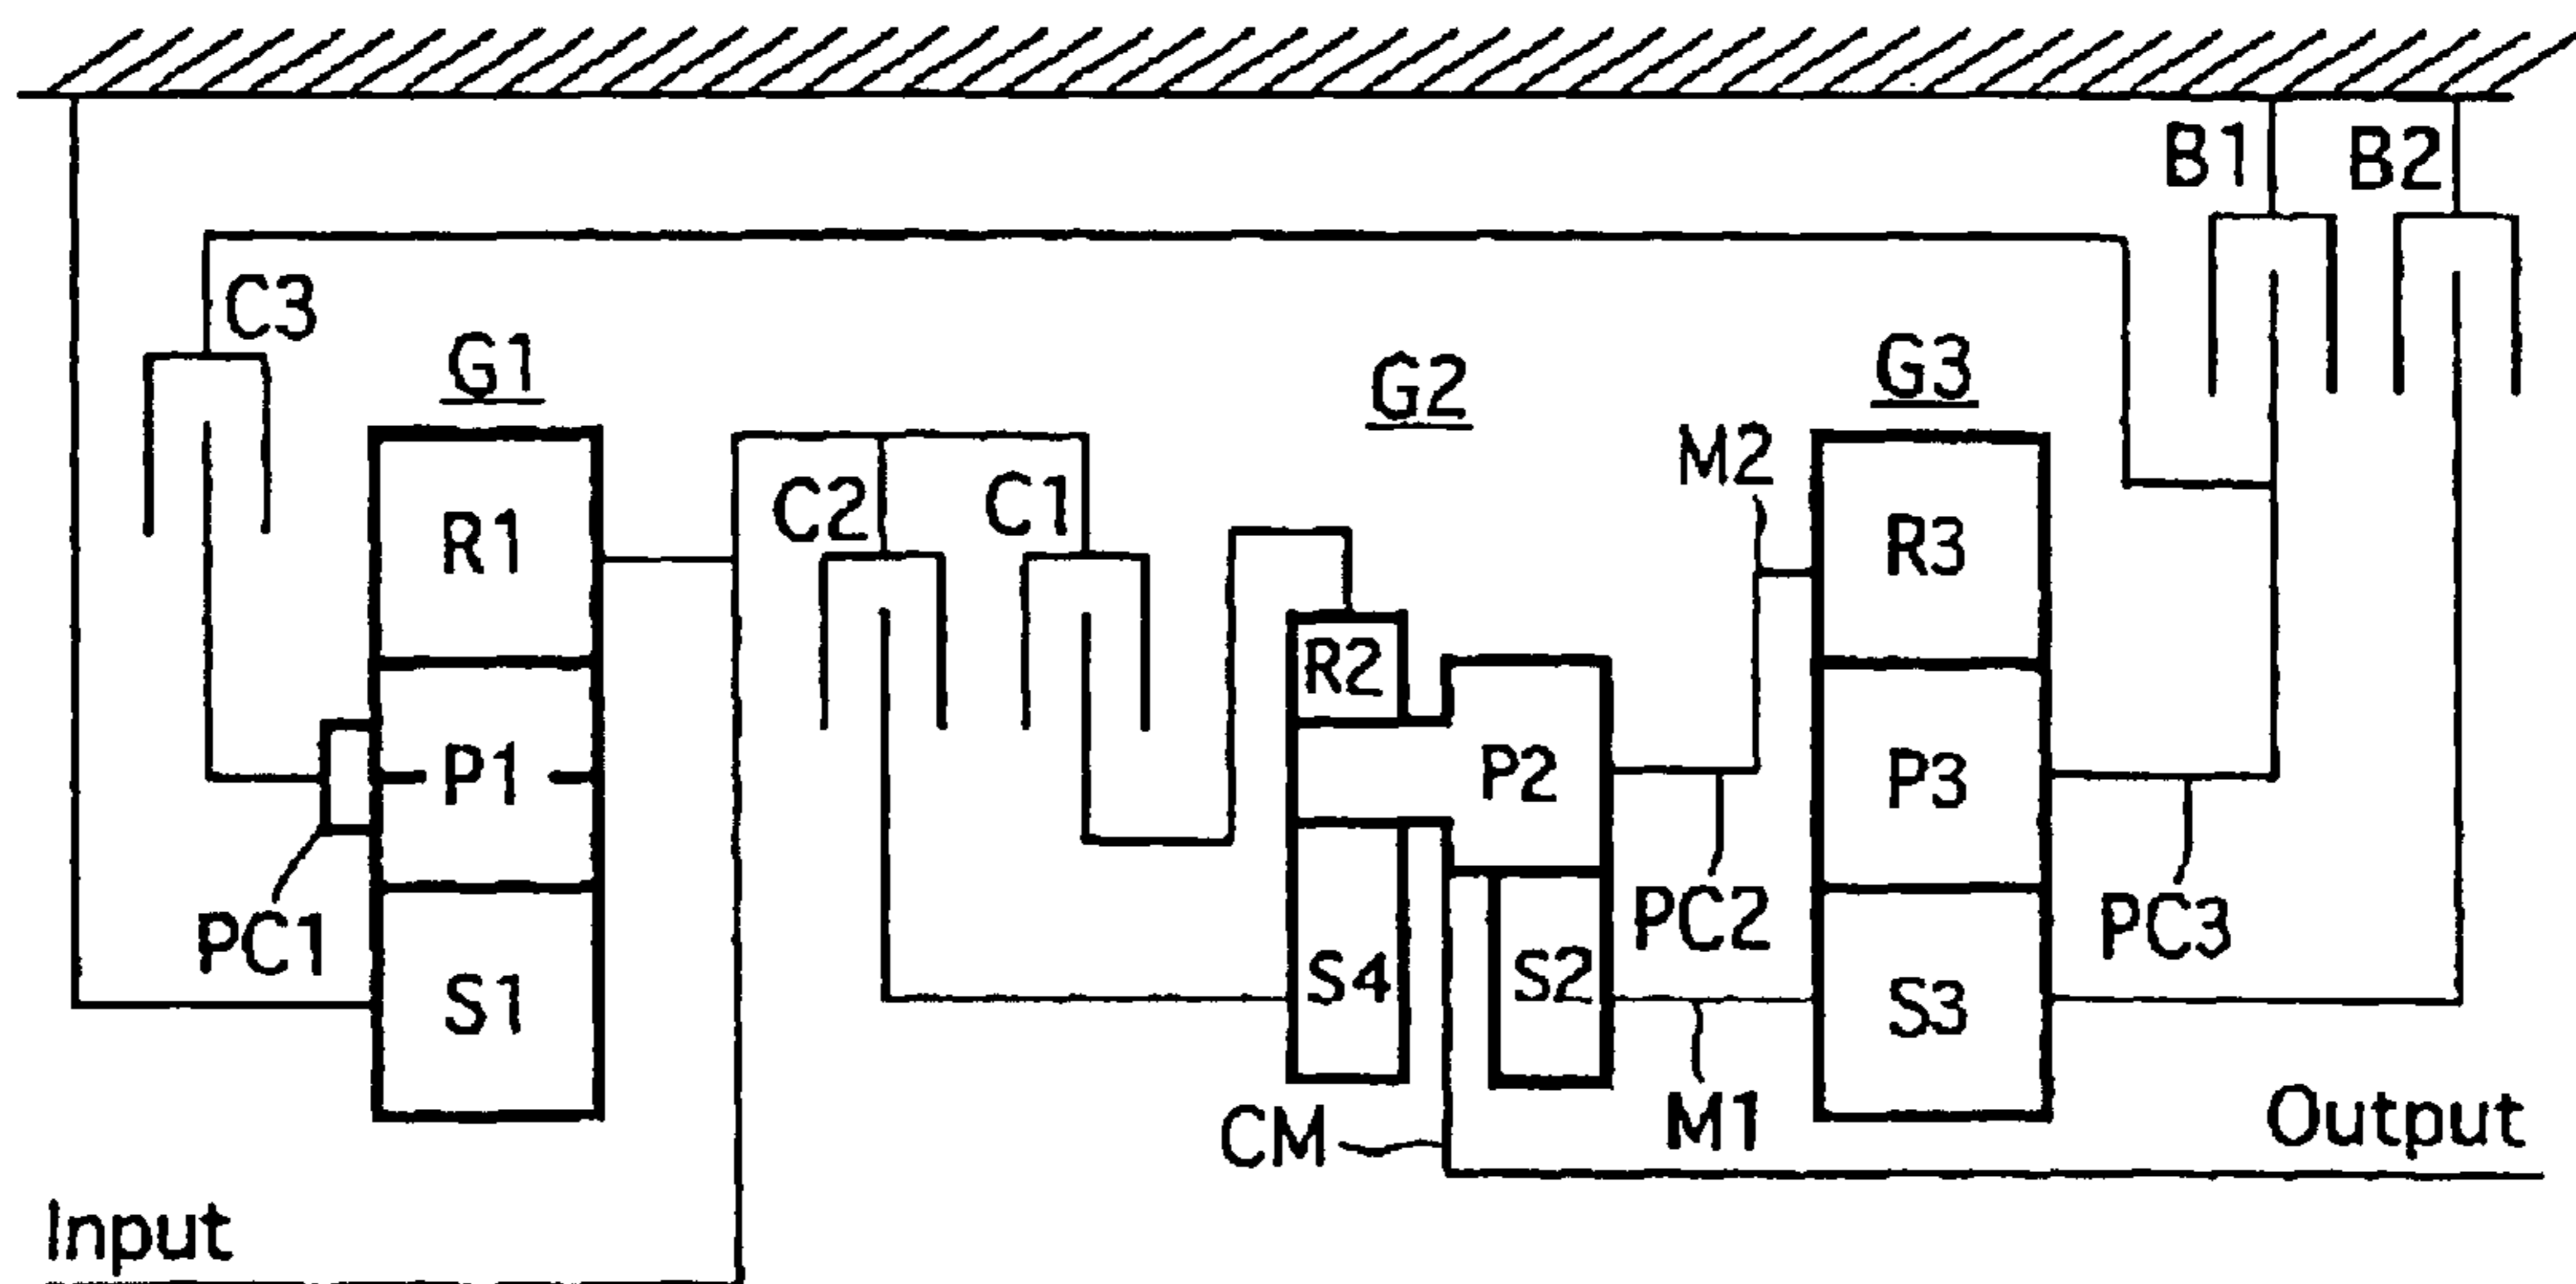 B1
B2
C3
G1
G2
G3
M2
C2
C1
R1
R3
R2
P1
P2
P3
PC1
PC2
PC3
S1
S4
S2
S3
CM
M1
Output
Input